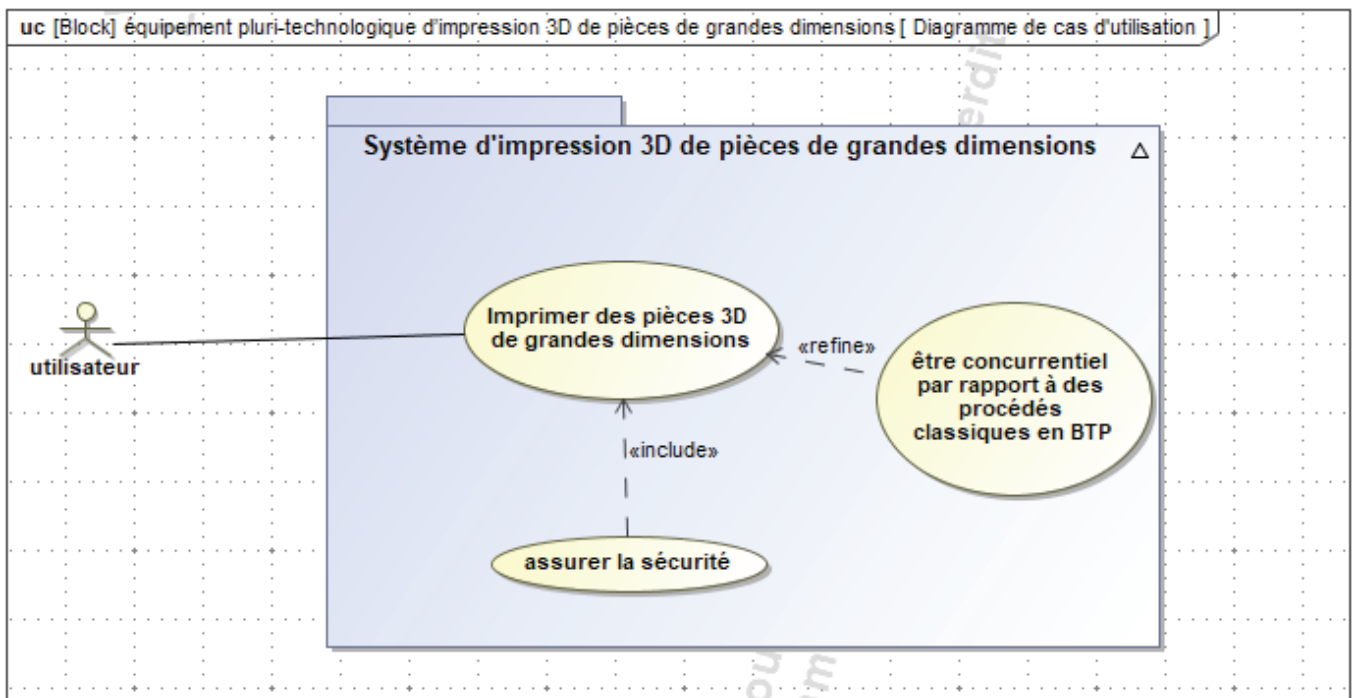 uc [Block] équipement pluri-technologique d'impression 3D de pièces de grandes dimensions [ Diagramme de cas d'utilisation ]
Système d'impression 3D de pièces de grandes dimensions
Imprimer des pièces 3D
de grandes dimensions
«refine»
être concurrentiel
par rapport à des
procédés
classiques en BTP
utilisateur
«include»
assurer la sécurité